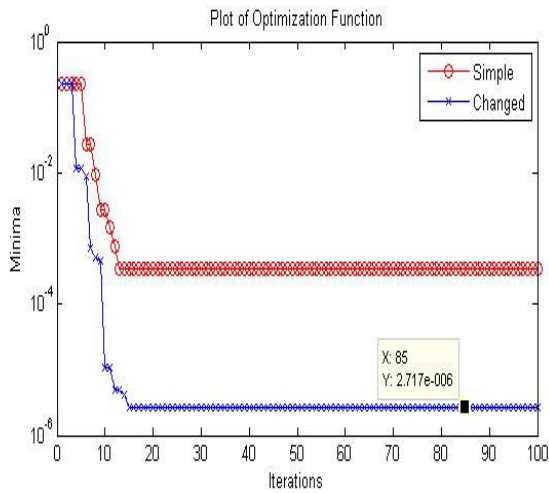 Plot of Optimization Function
10^0
10^-2
10^-4
10^-6
Minima
Simple
Changed
X: 85
Y: 2.717e-006
0 10 20 30 40 50 60 70 80 90 100
Iterations